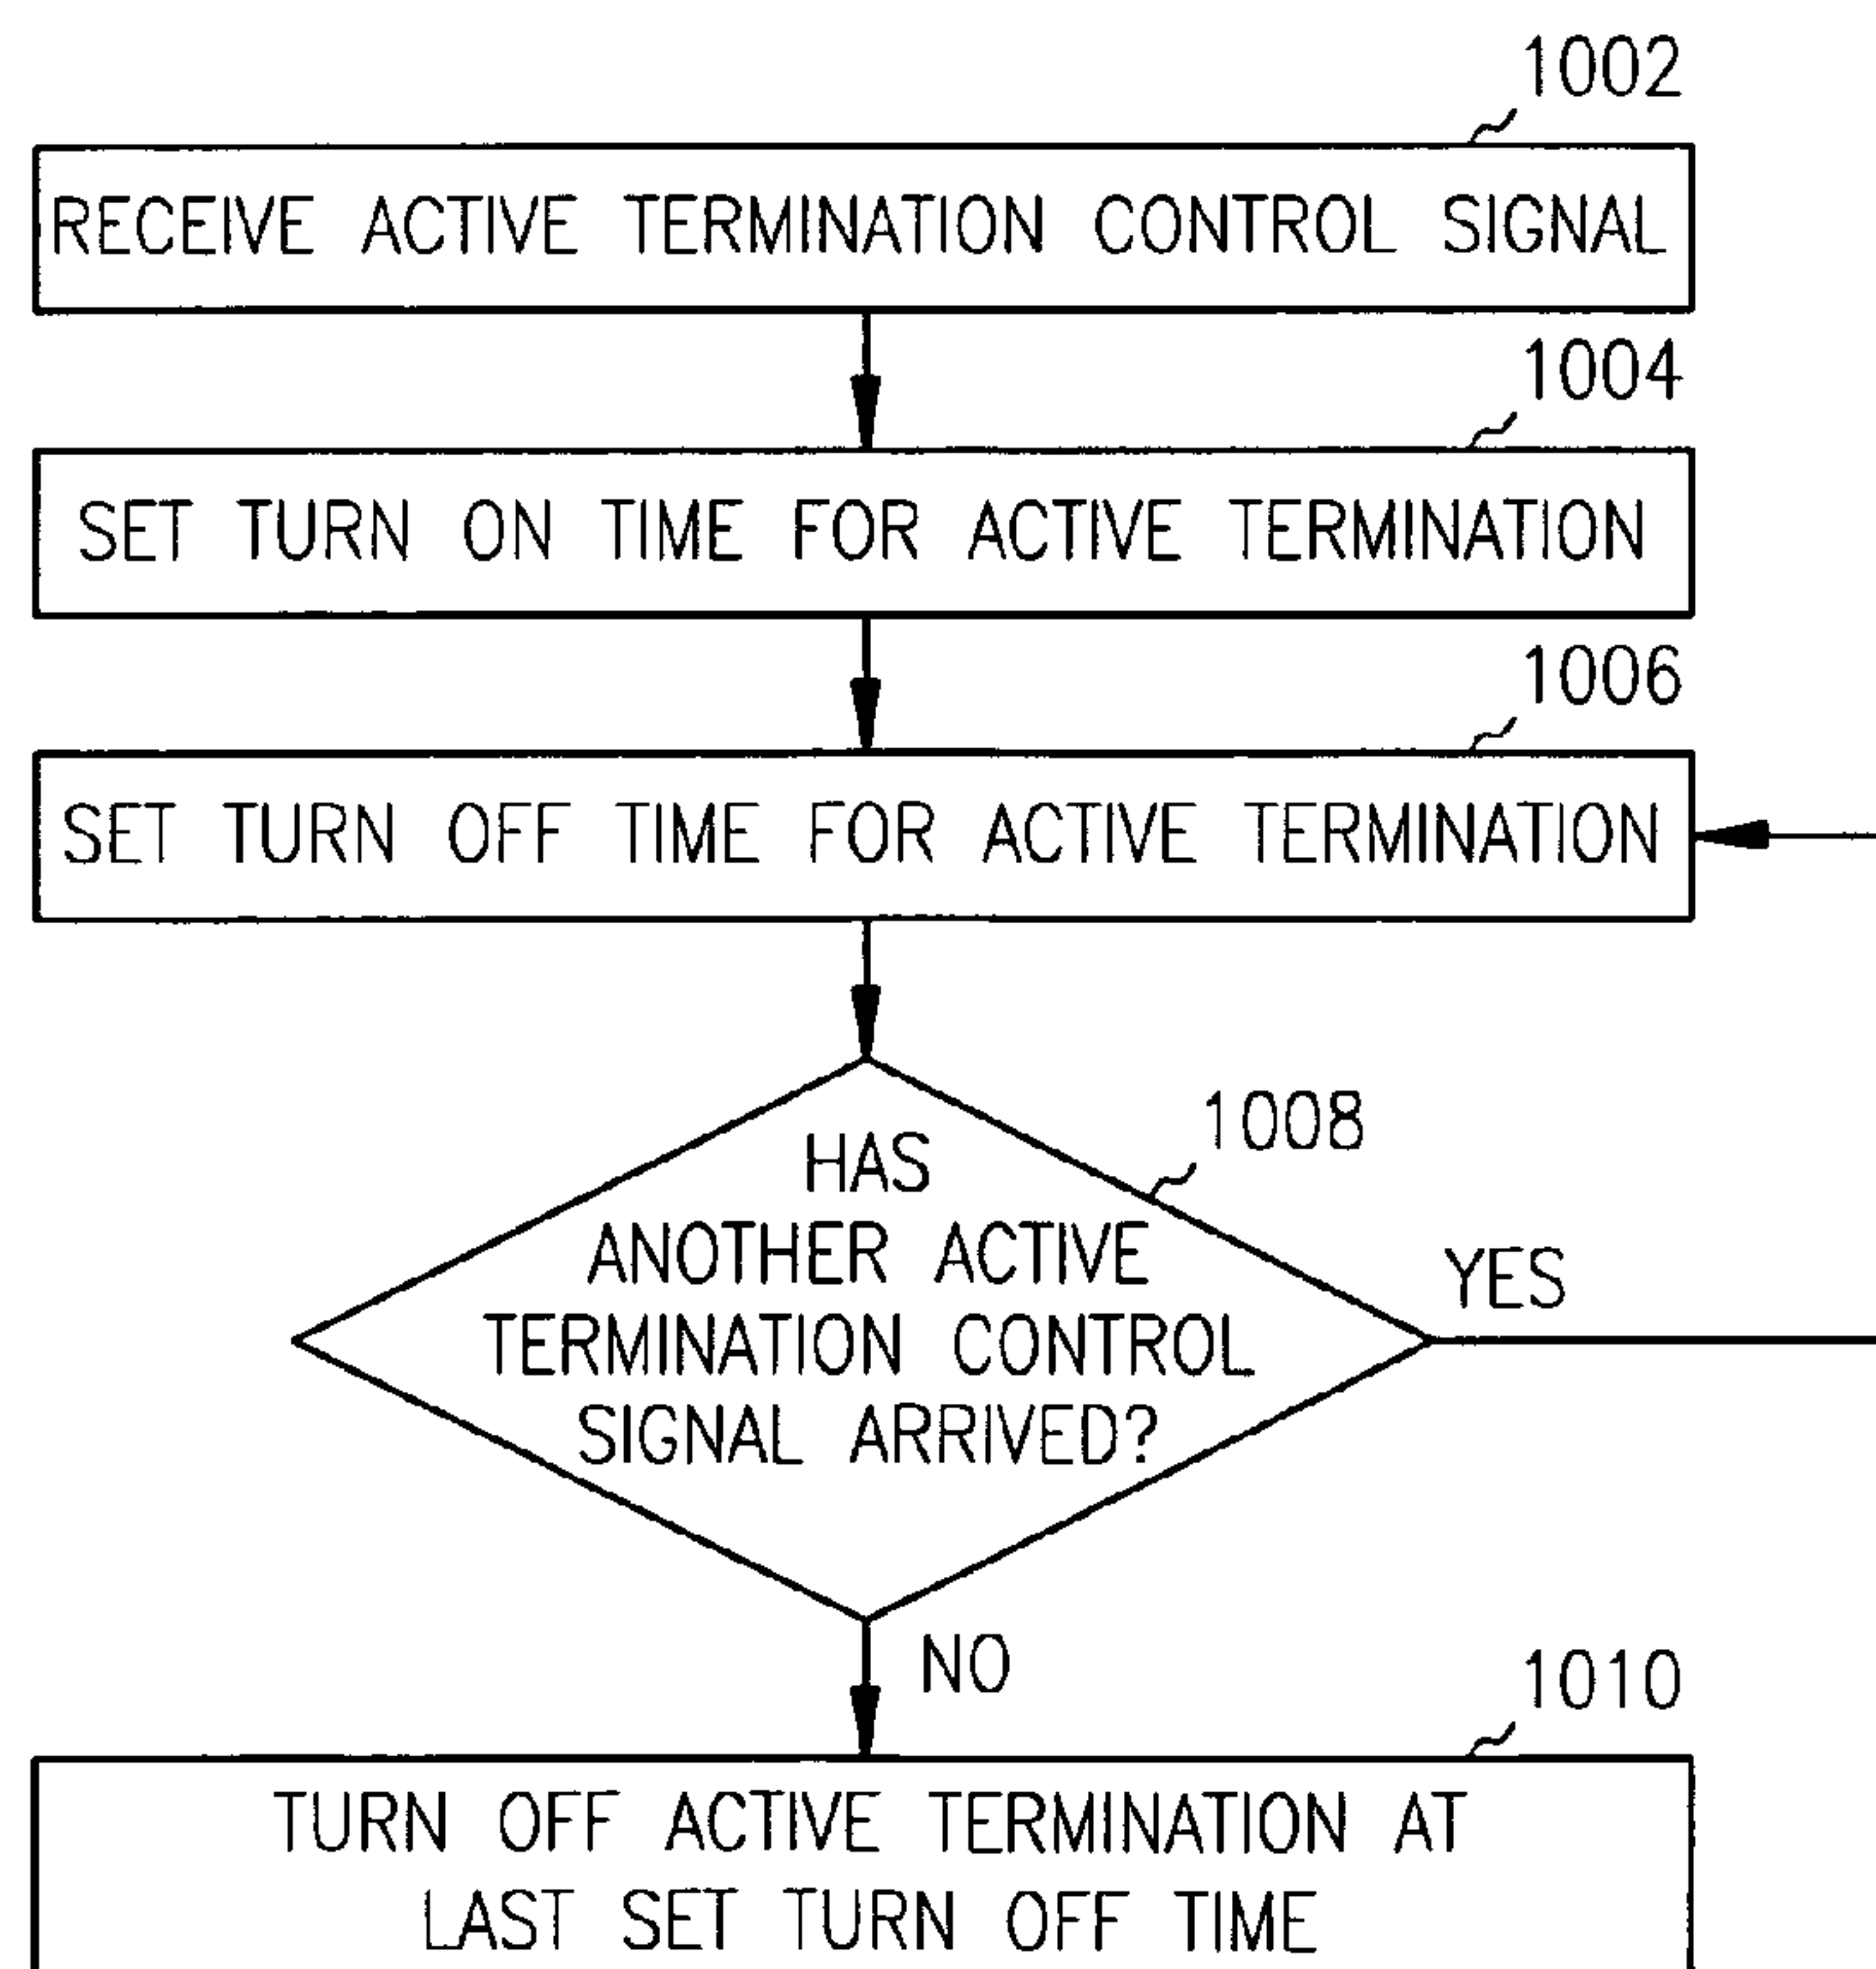 1002
RECEIVE ACTIVE TERMINATION CONTROL SIGNAL
1004
SET TURN ON TIME FOR ACTIVE TERMINATION
1006
SET TURN OFF TIME FOR ACTIVE TERMINATION
1008
HAS
ANOTHER ACTIVE
TERMINATION CONTROL
SIGNAL ARRIVED?
YES
NO
1010
TURN OFF ACTIVE TERMINATION AT
LAST SET TURN OFF TIME